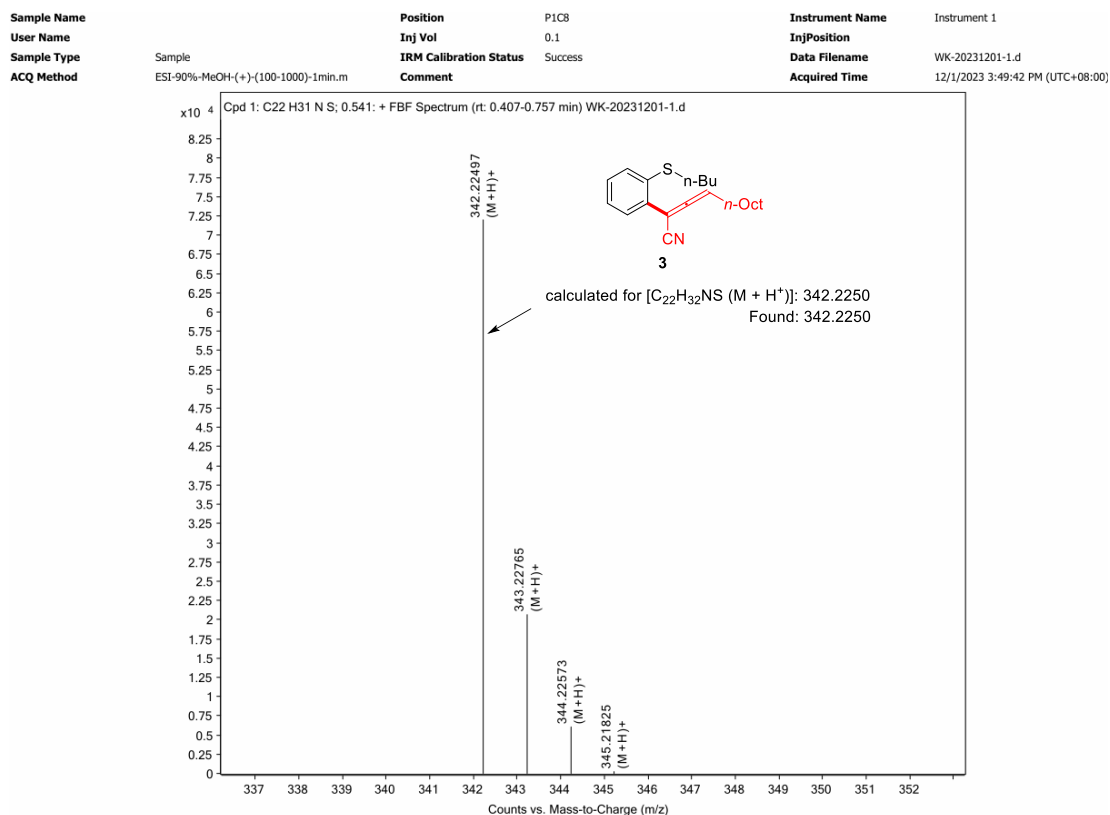 Sample Name Position P1C8 Instrument Name Instrument 1
User Name Inj Vol 0.1 InjPosition
Sample Type Sample IRM Calibration Status Success Data Filename WK-20231201-1.d
ACQ Method ESI-90%-MeOH-(+)-(100-1000)-1min.m Comment Acquired Time 12/1/2023 3:49:42 PM (UTC+08:00)
x10 4
Cpd 1: C22 H31 N S; 0.541: + FBF Spectrum (rt: 0.407-0.757 min) WK-20231201-1.d
8.25
8
7.75
7.5
7.25
7
6.75
6.5
6.25
6
5.75
5.5
5.25
5
4.75
4.5
4.25
4
3.75
3.5
3.25
3
2.75
2.5
2.25
2
1.75
1.5
1.25
1
0.75
0.5
0.25
0
342.22497
(M+H)+
S
n-Bu
n-Oct
CN
3
calculated for [C₂₂H₃₂NS (M + H⁺)]: 342.2250
Found: 342.2250
343.22765
(M+H)+
344.22573
(M+H)+
345.21825
(M+H)+
337 338 339 340 341 342 343 344 345 346 347 348 349 350 351 352
Counts vs. Mass-to-Charge (m/z)